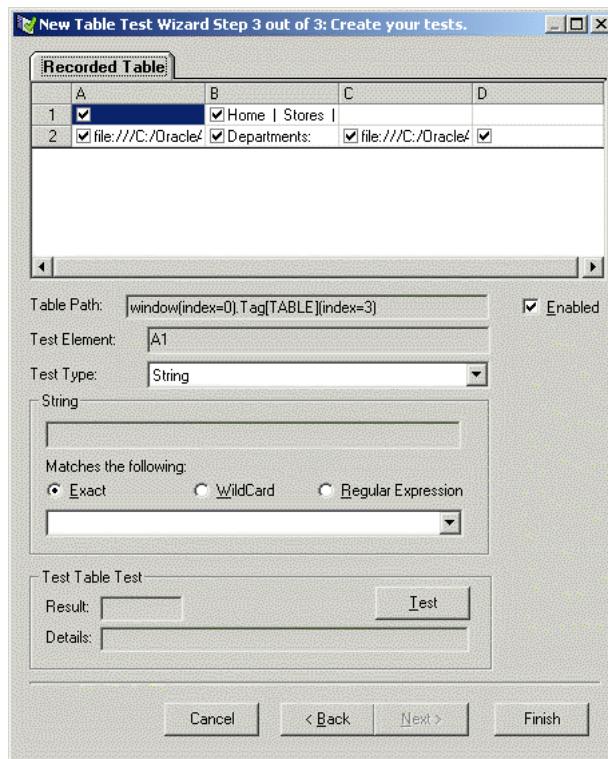 New Table Test Wizard Step 3 out of 3: Create your tests.
Recorded Table
A B C D
1 Home | Stores |
2 file:///C:/Oracle/ Departments: file:///C:/Oracle/
Table Path: window(index=0).Tag[TABLE](index=3) Enabled
Test Element: A1
Test Type: String
String
Matches the following:
Exact WildCard Regular Expression
Test Table Test
Result: Test
Details:
Cancel < Back Next > Finish